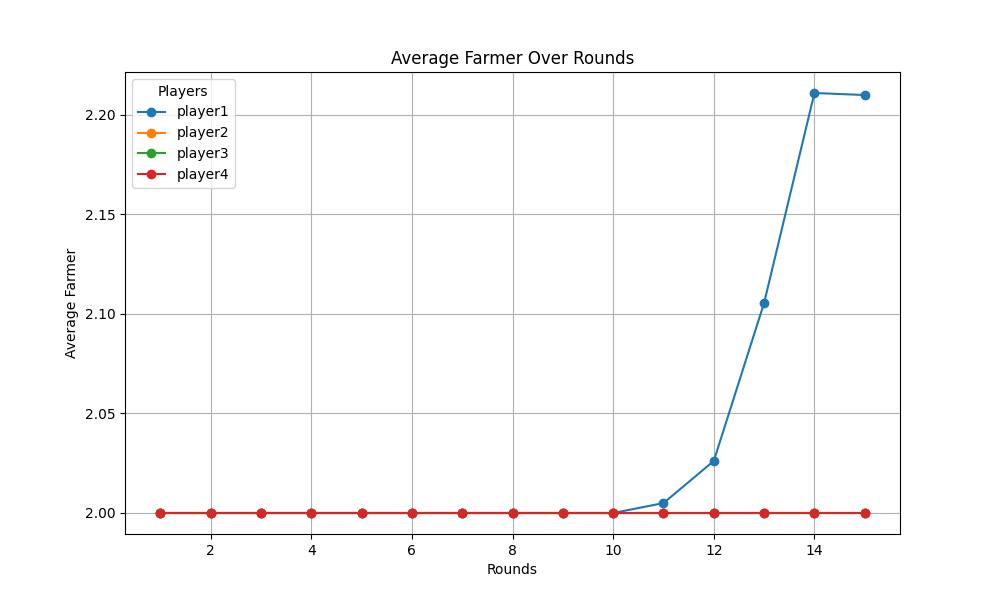 Average Farmer Over Rounds
Players
player1
player2
player3
player4
Average Farmer
2.20
2.15
2.10
2.05
2.00
2 4 6 8 10 12 14
Rounds